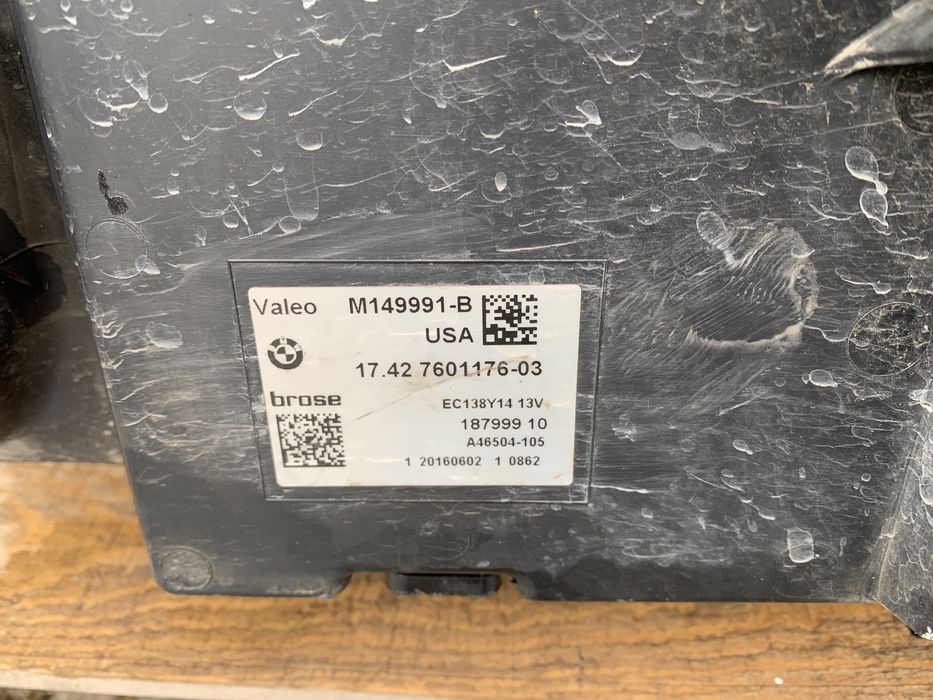 Valeo M149991-B
USA
17.42 7601176-03
brose
EC138Y14 13V
187999 10
A46504-105
1 20160602 1 0862